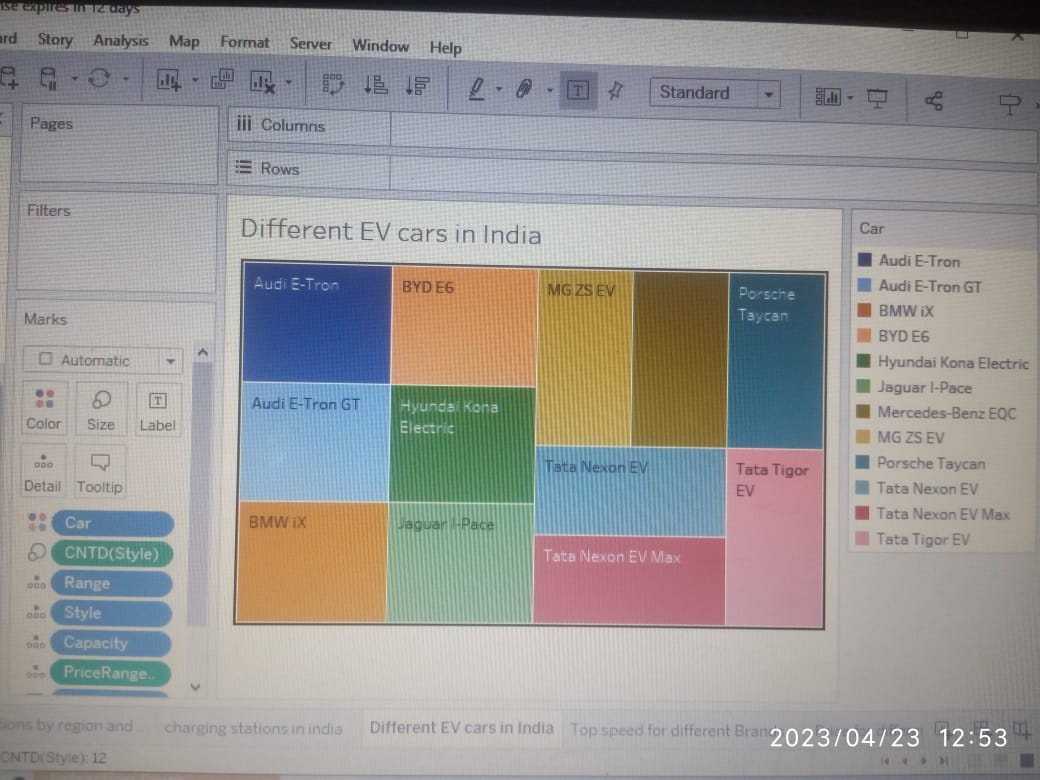 in 12 days
Story Analysis Map Format Server Window Help
Standard
Pages
Columns
Rows
Filters
Marks
Automatic
Color
Size
Label
Detail
Tooltip
Car
CNTD(Style)
Range
Style
Capacity
PriceRange..
Different EV cars in India
Audi E-Tron
BYD E6
MG ZS EV
Porsche
Taycan
Audi E-Tron GT
Hyundai Kona
Electric
Tata Nexon EV
Tata Tigor
EV
BMW iX
Jaguar I-Pace
Tata Nexon EV Max
Car
Audi E-Tron
Audi E-Tron GT
BMW iX
BYD E6
Hyundai Kona Electric
Jaguar I-Pace
Mercedes-Benz EQC
MG ZS EV
Porsche Taycan
Tata Nexon EV
Tata Nexon EV Max
Tata Tigor EV
by region and
charging stations in india
Different EV cars in India
Top speed for different
CNTD(Style): 12
2023/04/23 12:53